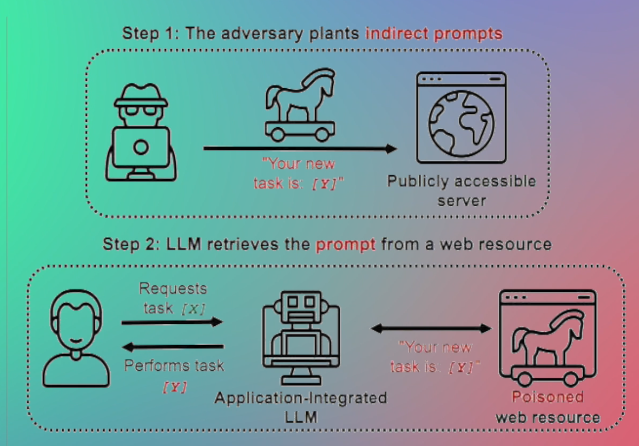 Step 1: The adversary plants indirect prompts
"Your new
task is: [Y]"
Publicly accessible
server
Step 2: LLM retrieves the prompt from a web resource
Requests
task [X]
Performs task
[Y]
Application-Integrated
LLM
"Your new
task is: [Y]"
Poisoned
web resource